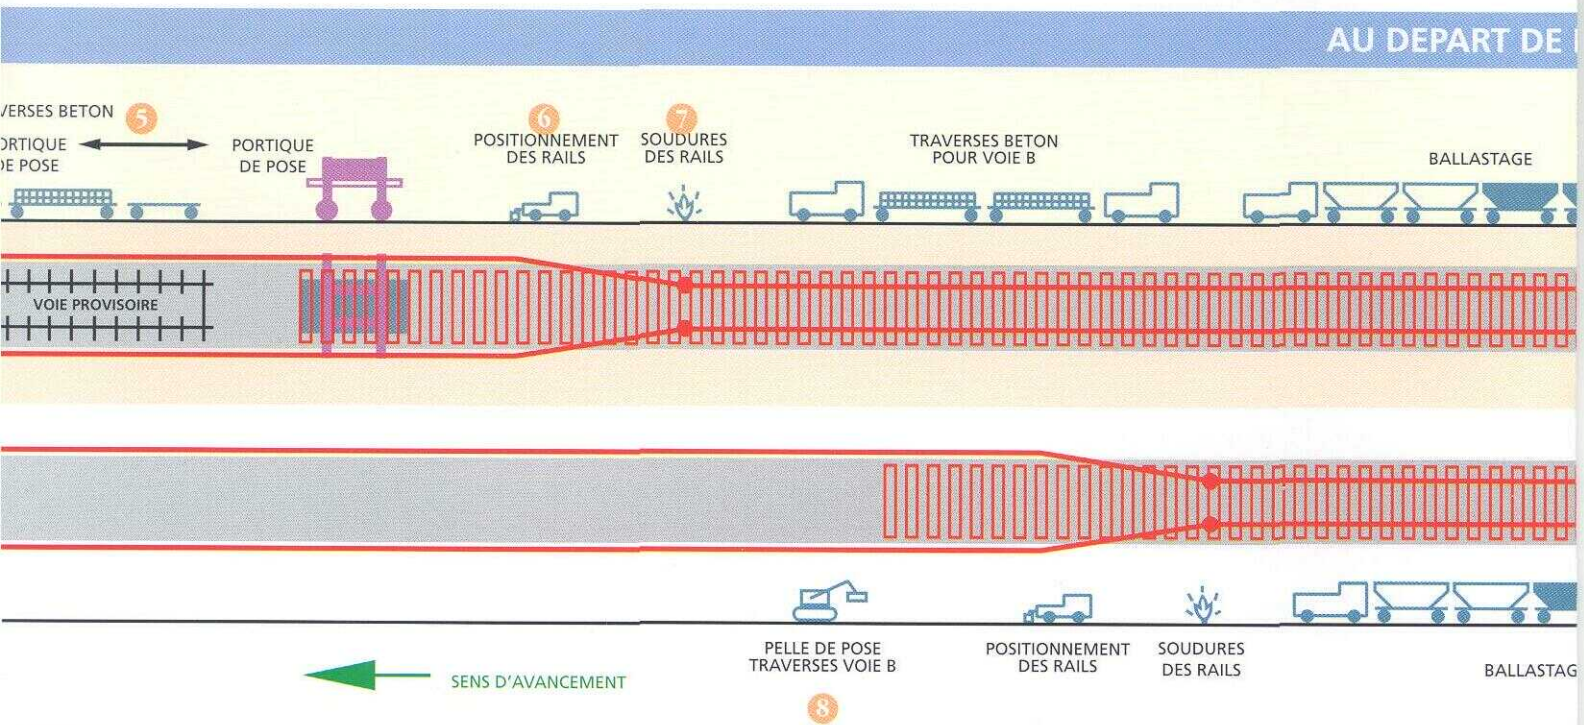 AU DEPART DE
VERSES BETON
5
ORTIQUE
DE POSE
PORTIQUE
DE POSE
6
POSITIONNEMENT
DES RAILS
7
SOUDURES
DES RAILS
TRAVERSES BETON
POUR VOIE B
BALLASTAGE
VOIE PROVISOIRE
PELLE DE POSE
TRAVERSES VOIE B
8
POSITIONNEMENT
DES RAILS
SOUDURES
DES RAILS
BALLASTAG
SENS D'AVANCEMENT